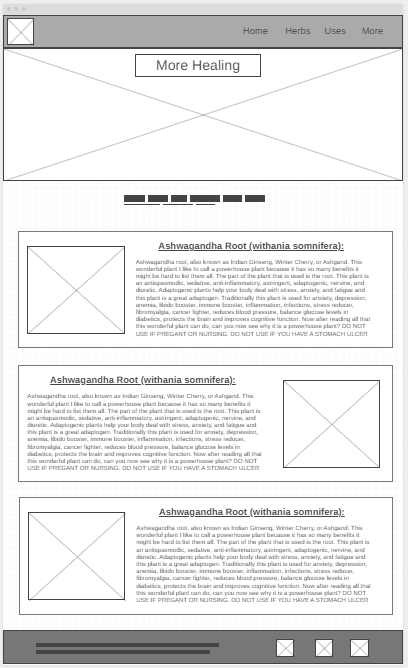 Home Herbs Uses More
More Healing
Ashwagandha Root (withania somnifera):
Ashwagandha root, also known as Indian Ginseng, Winter Cherry, or Ashgand. This
wonderful plant I like to call a powerhouse plant because it has so many benefits it
might be hard to list them all. The part of the plant that is used is the root. This plant is
an antispasmodic, sedative, anti-inflammatory, astringent, adaptogenic, nervine, and
diuretic. Adaptogenic plants help your body deal with stress, anxiety, and fatigue and
this plant is a great adaptogen. Traditionally this plant is used for anxiety, depression,
anemia, libido booster, immune booster, inflammation, infections, stress reducer,
fibromyalgia, cancer fighter, reduces blood pressure, balance glucose levels in
diabetics, protects the brain and improves cognitive function. Now after reading all that
this wonderful plant can do, can you now see why it is a powerhouse plant? DO NOT
USE IF PREGANT OR NURSING. DO NOT USE IF YOU HAVE A STOMACH ULCER
Ashwagandha Root (withania somnifera):
Ashwagandha root, also known as Indian Ginseng, Winter Cherry, or Ashgand. This
wonderful plant I like to call a powerhouse plant because it has so many benefits it
might be hard to list them all. The part of the plant that is used is the root. This plant is
an antispasmodic, sedative, anti-inflammatory, astringent, adaptogenic, nervine, and
diuretic. Adaptogenic plants help your body deal with stress, anxiety, and fatigue and
this plant is a great adaptogen. Traditionally this plant is used for anxiety, depression,
anemia, libido booster, immune booster, inflammation, infections, stress reducer,
fibromyalgia, cancer fighter, reduces blood pressure, balance glucose levels in
diabetics, protects the brain and improves cognitive function. Now after reading all that
this wonderful plant can do, can you now see why it is a powerhouse plant? DO NOT
USE IF PREGANT OR NURSING. DO NOT USE IF YOU HAVE A STOMACH ULCER
Ashwagandha Root (withania somnifera):
Ashwagandha root, also known as Indian Ginseng, Winter Cherry, or Ashgand. This
wonderful plant I like to call a powerhouse plant because it has so many benefits it
might be hard to list them all. The part of the plant that is used is the root. This plant is
an antispasmodic, sedative, anti-inflammatory, astringent, adaptogenic, nervine, and
diuretic. Adaptogenic plants help your body deal with stress, anxiety, and fatigue and
this plant is a great adaptogen. Traditionally this plant is used for anxiety, depression,
anemia, libido booster, immune booster, inflammation, infections, stress reducer,
fibromyalgia, cancer fighter, reduces blood pressure, balance glucose levels in
diabetics, protects the brain and improves cognitive function. Now after reading all that
this wonderful plant can do, can you now see why it is a powerhouse plant? DO NOT
USE IF PREGANT OR NURSING. DO NOT USE IF YOU HAVE A STOMACH ULCER